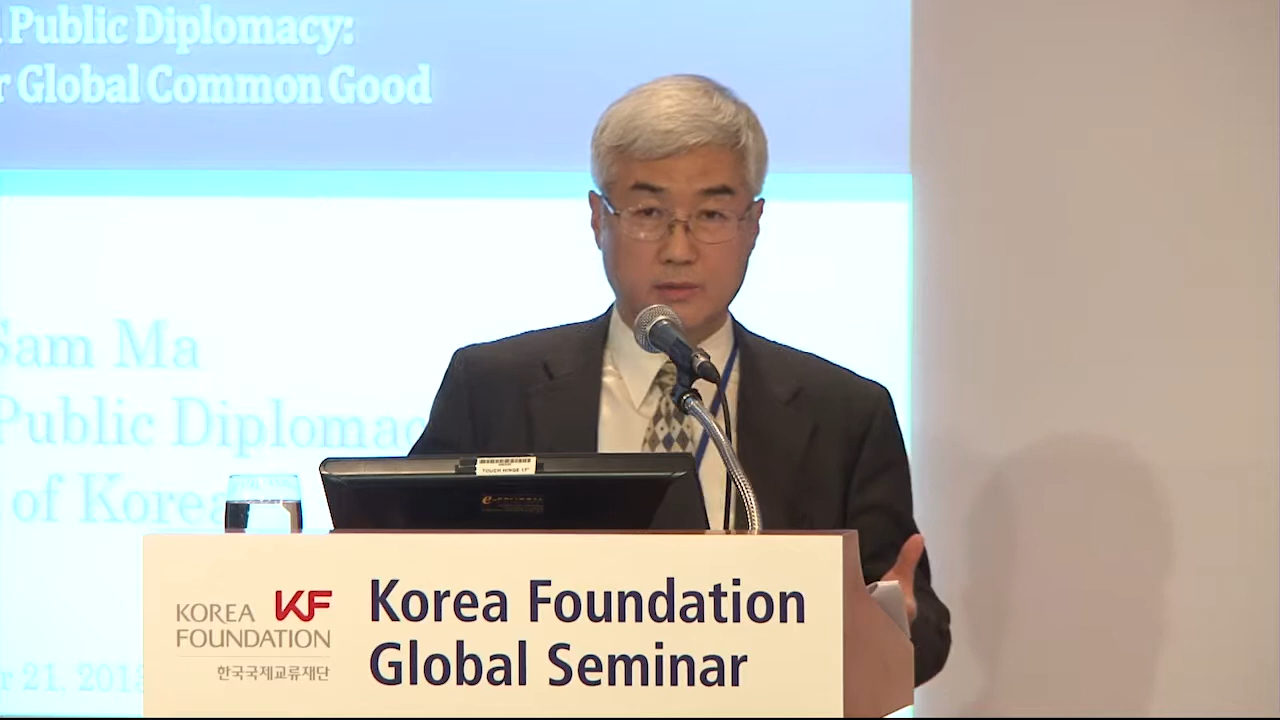 Public Diplomacy:
r Global Common Good
Sam Ma
Public Diplomac
of Korea
TOUCH HINGE 17"
KOREA KF
FOUNDATION
한국국제교류재단
Korea Foundation
Global Seminar
r 21, 2013